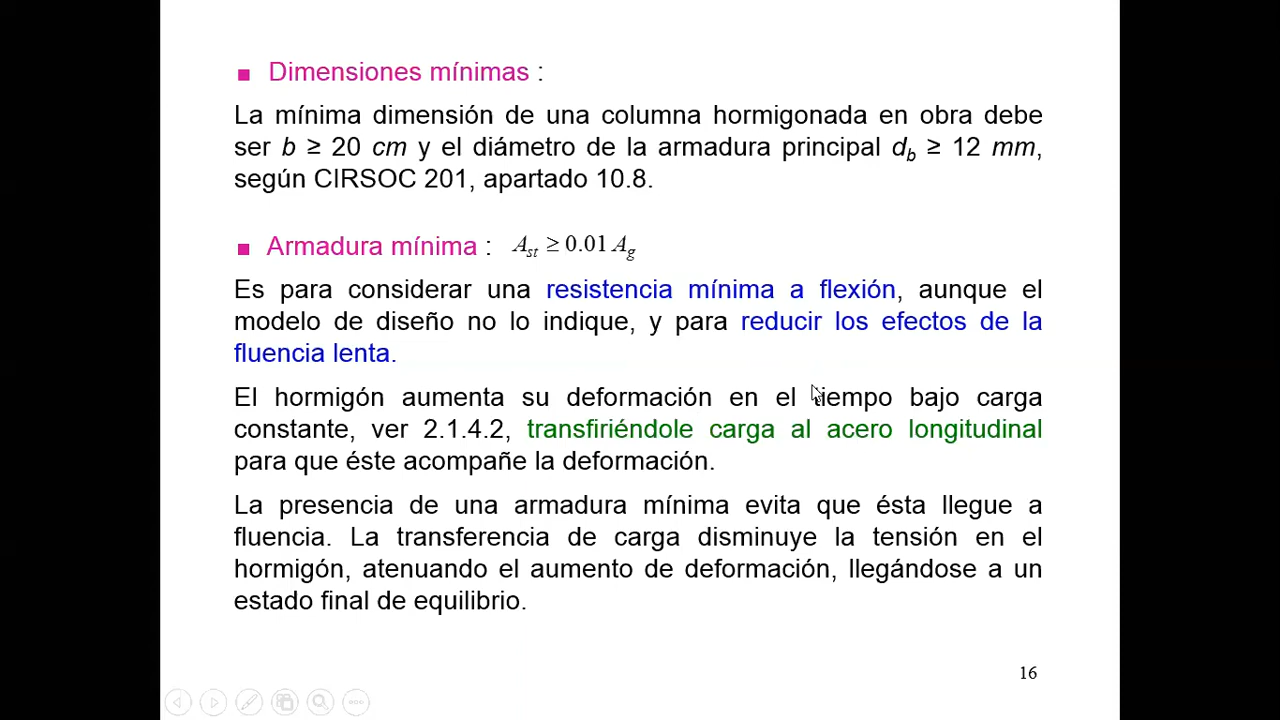 ■ Dimensiones mínimas :
La mínima dimensión de una columna hormigonada en obra debe
ser b ≥ 20 cm y el diámetro de la armadura principal d_b ≥ 12 mm,
según CIRSOC 201, apartado 10.8.
■ Armadura mínima : A_st ≥ 0.01 A_g
Es para considerar una resistencia mínima a flexión, aunque el
modelo de diseño no lo indique, y para reducir los efectos de la
fluencia lenta.
El hormigón aumenta su deformación en el tiempo bajo carga
constante, ver 2.1.4.2, transfiriéndole carga al acero longitudinal
para que éste acompañe la deformación.
La presencia de una armadura mínima evita que ésta llegue a
fluencia. La transferencia de carga disminuye la tensión en el
hormigón, atenuando el aumento de deformación, llegándose a un
estado final de equilibrio.
16